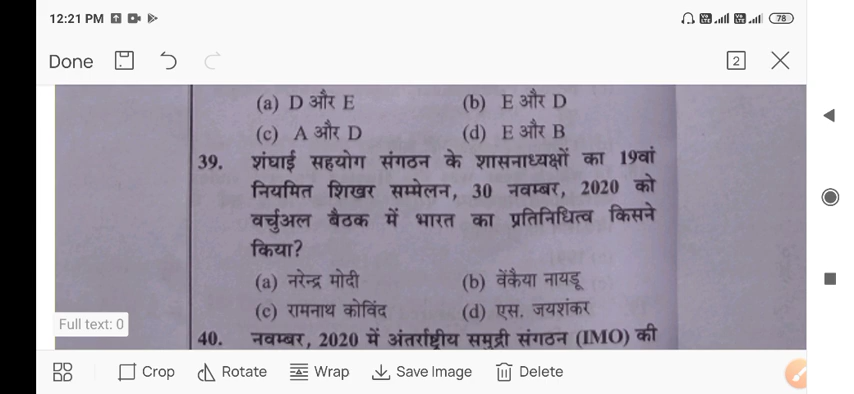 12:21 PM 78
Done 2
(a) D और E (b) E और D
(c) A और D (d) E और B
39. शंघाई सहयोग संगठन के शासनाध्यक्षों का 19वां
नियमित शिखर सम्मेलन, 30 नवम्बर, 2020 को
वर्चुअल बैठक में भारत का प्रतिनिधित्व किसने
किया?
(a) नरेन्द्र मोदी (b) वेंकैया नायडू
(c) रामनाथ कोविंद (d) एस. जयशंकर
Full text: 0
40. नवम्बर, 2020 में अंतर्राष्ट्रीय समुद्री संगठन (IMO) की
Crop Rotate Wrap Save Image Delete